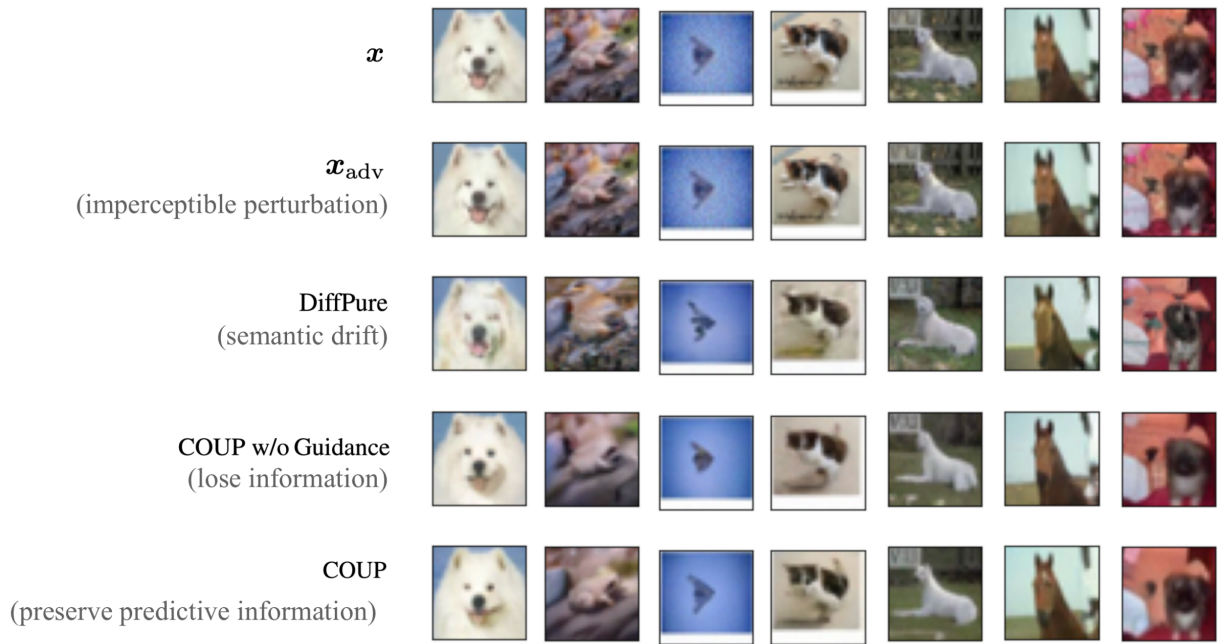 x
x_adv
(imperceptible perturbation)
DiffPure
(semantic drift)
COUP w/o Guidance
(lose information)
COUP
(preserve predictive information)